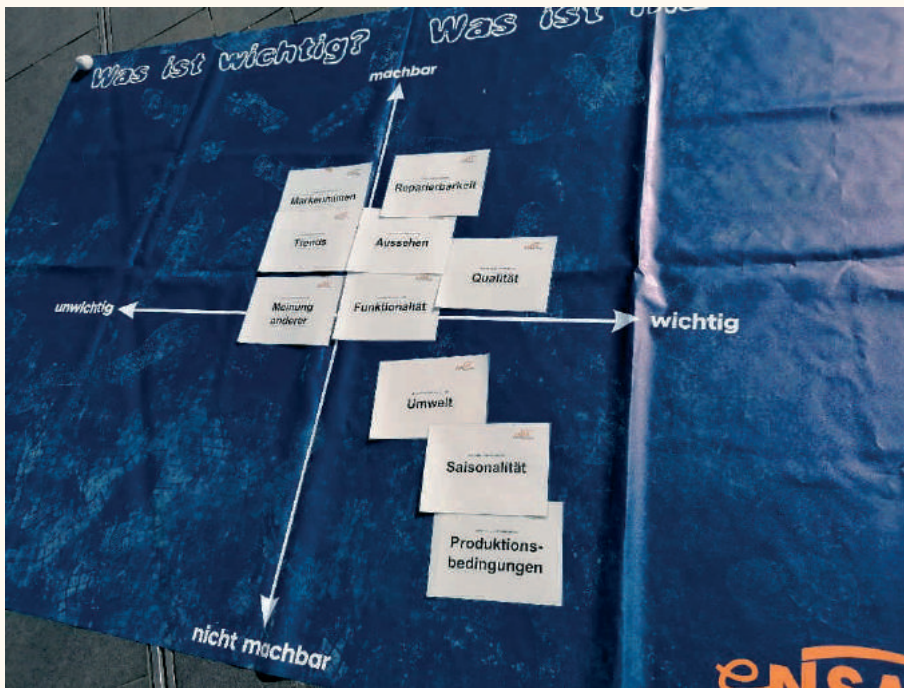 Was ist wichtig?
Was ist
machbar
Markennamen
Reparierbarkeit
Trends
Aussehen
Qualität
unwichtig
Meinung
anderer
Funktionalität
wichtig
Umwelt
Saisonalität
Produktions-
bedingungen
nicht machbar
eNSA